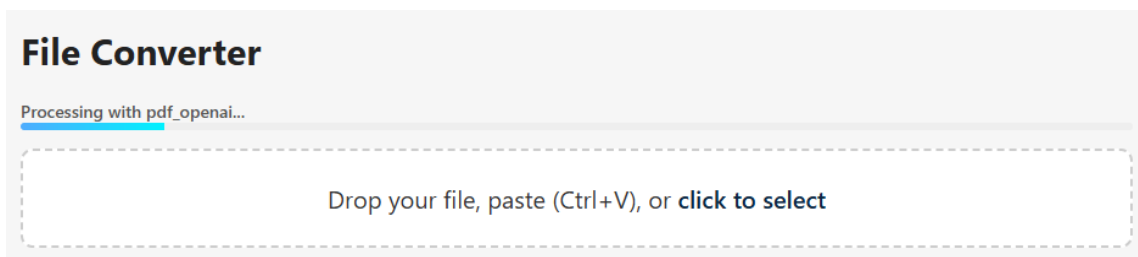 File Converter
Processing with pdf_openai...
Drop your file, paste (Ctrl+V), or click to select